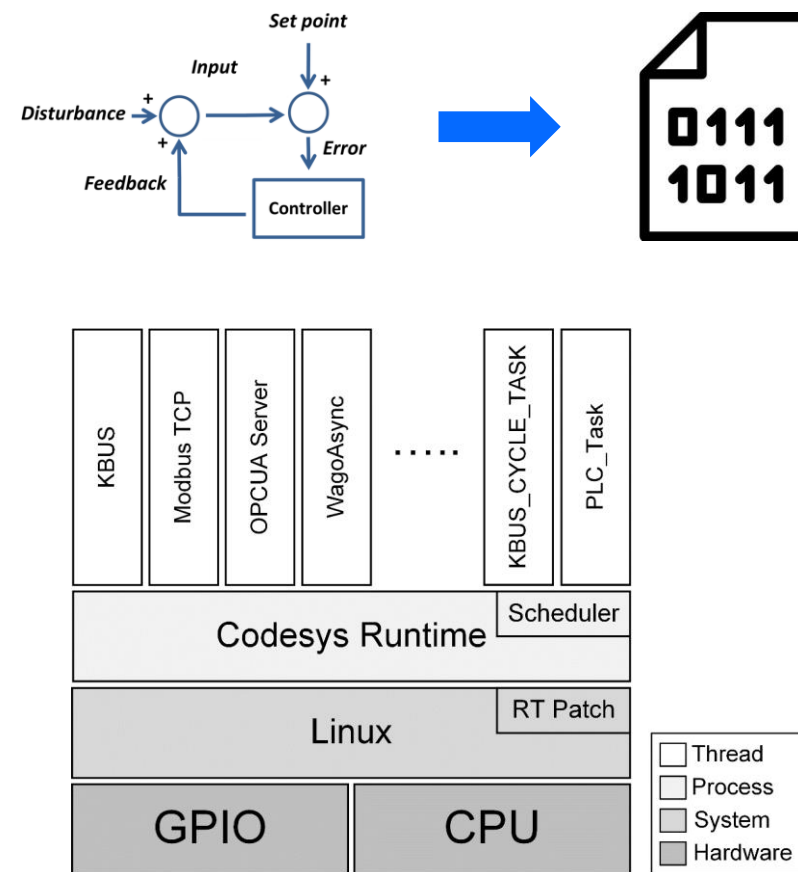 Set point
Input
+
Disturbance
+
+
Error
Feedback
Controller
0111
1011
KBUS
Modbus TCP
OPCUA Server
WagoAsync
.....
KBUS_CYCLE_TASK
PLC_Task
Scheduler
Codesys Runtime
RT Patch
Linux
GPIO
CPU
Thread
Process
System
Hardware